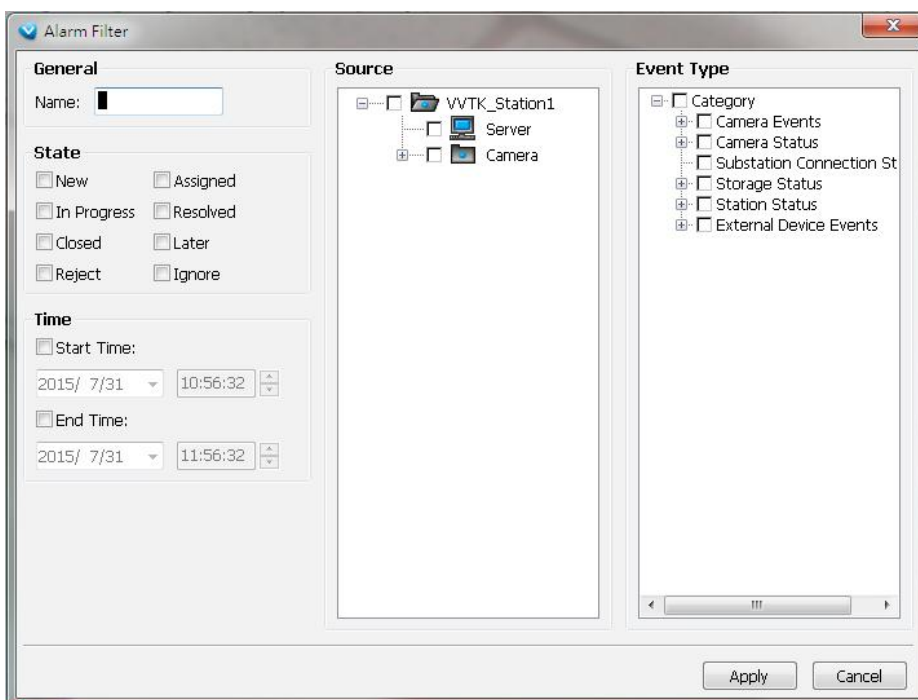 Alarm Filter
General
Name:
State
New Assigned
In Progress Resolved
Closed Later
Reject Ignore
Time
Start Time:
2015/ 7/31 10:56:32
End Time:
2015/ 7/31 11:56:32
Source
VVTK_Station1
Server
Camera
Event Type
Category
Camera Events
Camera Status
Substation Connection St
Storage Status
Station Status
External Device Events
Apply Cancel